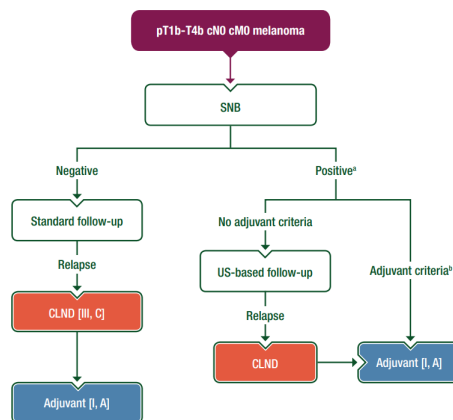 pT1b-T4b cN0 cM0 melanoma
SNB
Negative
Positiveᵃ
Standard follow-up
No adjuvant criteria
Relapse
US-based follow-up
Adjuvant criteriaᵇ
CLND [III, C]
Relapse
CLND
Adjuvant [I, A]
Adjuvant [I, A]